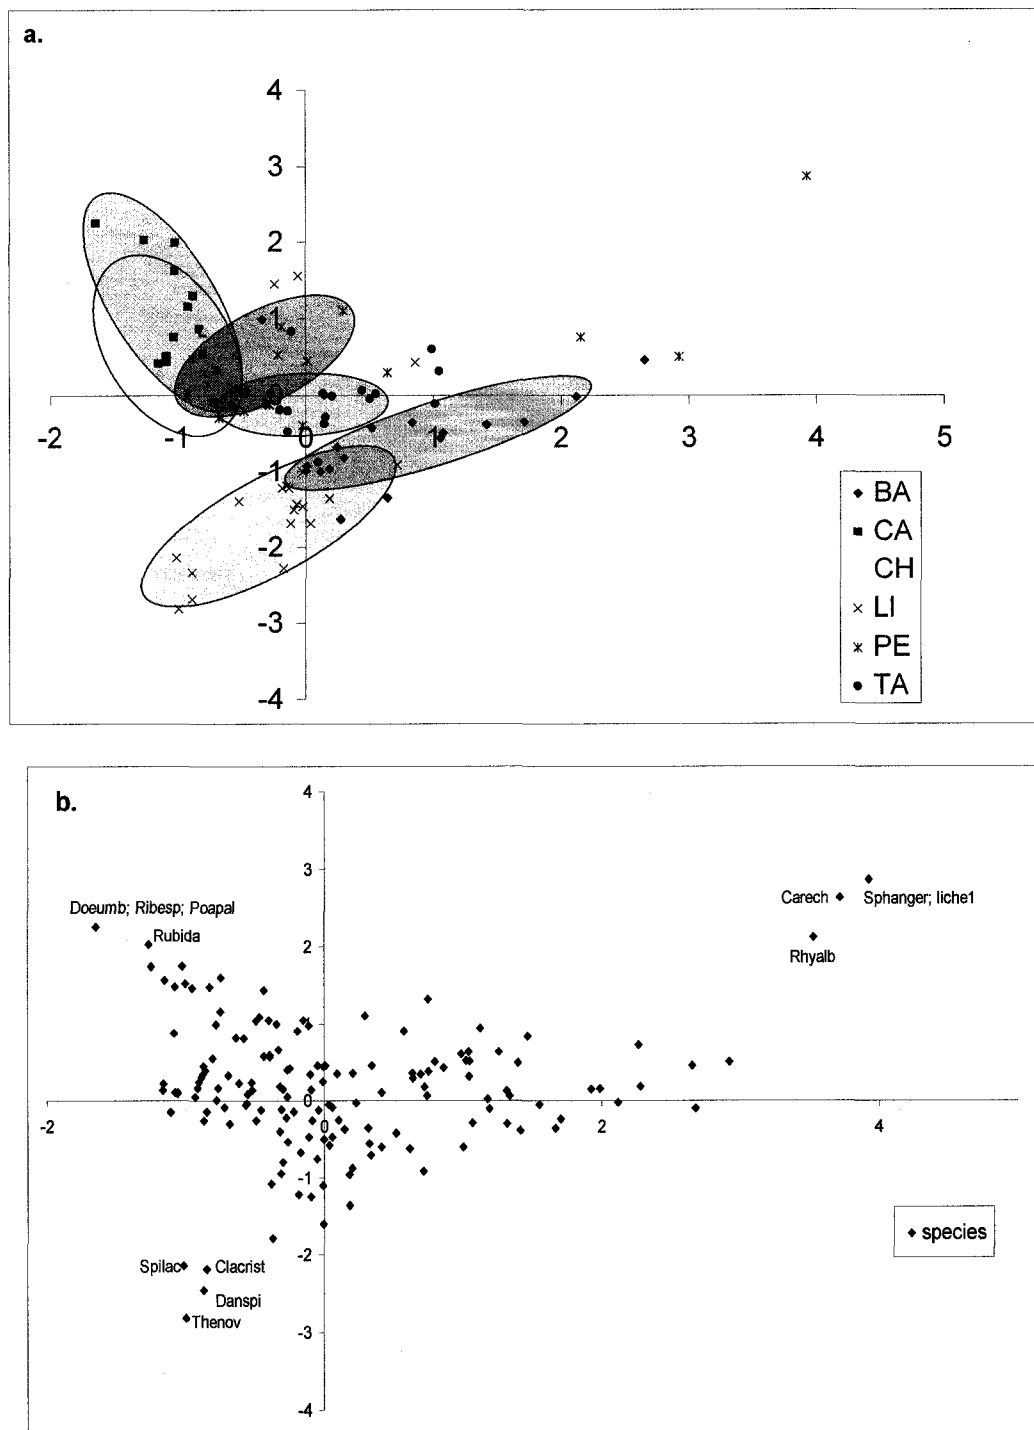 a.
4
3
2
1
0
-2
-1
0
1
2
3
4
5
-1
-2
-3
-4
BA
CA
CH
LI
PE
TA
b.
4
3
Carech
Sphanger; liche1
Doeumb; Ribesp; Poapal
Rubida
2
Rhyalb
1
0
-2
0
2
4
-1
species
Spilac
Clacrist
-2
Danspi
Thenov
-3
-4